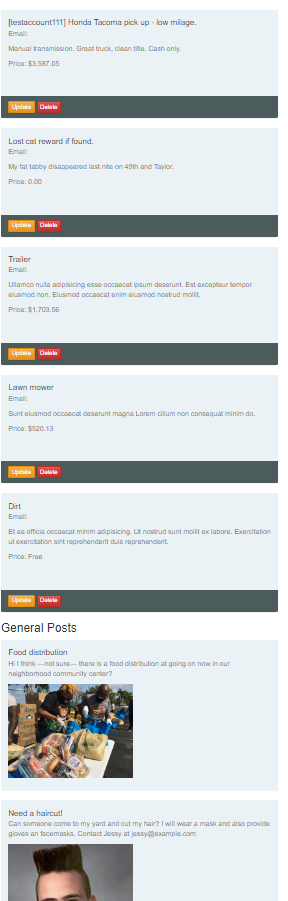 [testaccount111] Honda Tacoma pick up - low milage.
Email:
Manual transmission. Great truck, clean title. Cash only.
Price: $3,587.05
Update Delete
Lost cat reward if found.
Email:
My fat tabby disappeared last nite on 49th and Taylor.
Price: 0.00
Update Delete
Trailer
Email:
Ullamco nulla adipisicing esse occaecat ipsum deserunt. Est excepteur tempor
eiusmod non. Eiusmod occaecat enim eiusmod nostrud mollit.
Price: $1,703.56
Update Delete
Lawn mower
Email:
Sunt eiusmod occaecat deserunt magna Lorem cillum non consequat minim do.
Price: $520.13
Update Delete
Dirt
Email:
Et ea officia occaecat minim adipisicing. Ut nostrud sunt mollit ex labore. Exercitation
ut exercitation sint reprehenderit duis reprehenderit.
Price: Free
Update Delete
General Posts
Food distribution
Hi I think ---not sure--- there is a food distribution at going on now in our
neighborhood community center?
Need a haircut!
Can someone come to my yard and cut my hair? I will wear a mask and also provide
gloves an facemasks. Contact Jessy at jessy@example.com